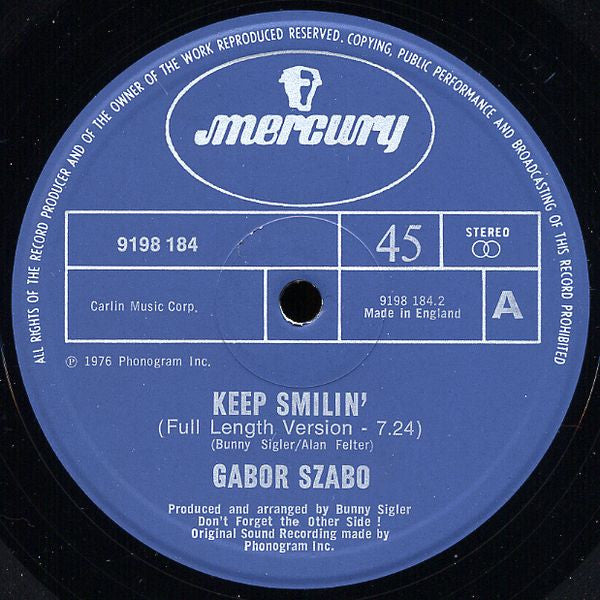 ALL RIGHTS OF THE RECORD PRODUCER AND OF THE OWNER OF THE WORK REPRODUCED RESERVED. COPYING, PUBLIC PERFORMANCE AND BROADCASTING OF THIS RECORD PROHIBITED
mercury
9198 184
45
STEREO
Carlin Music Corp.
9198 184.2
Made in England
A
℗ 1976 Phonogram Inc.
KEEP SMILIN'
(Full Length Version - 7.24)
(Bunny Sigler/Alan Felter)
GABOR SZABO
Produced and arranged by Bunny Sigler
Don't Forget the Other Side !
Original Sound Recording made by
Phonogram Inc.